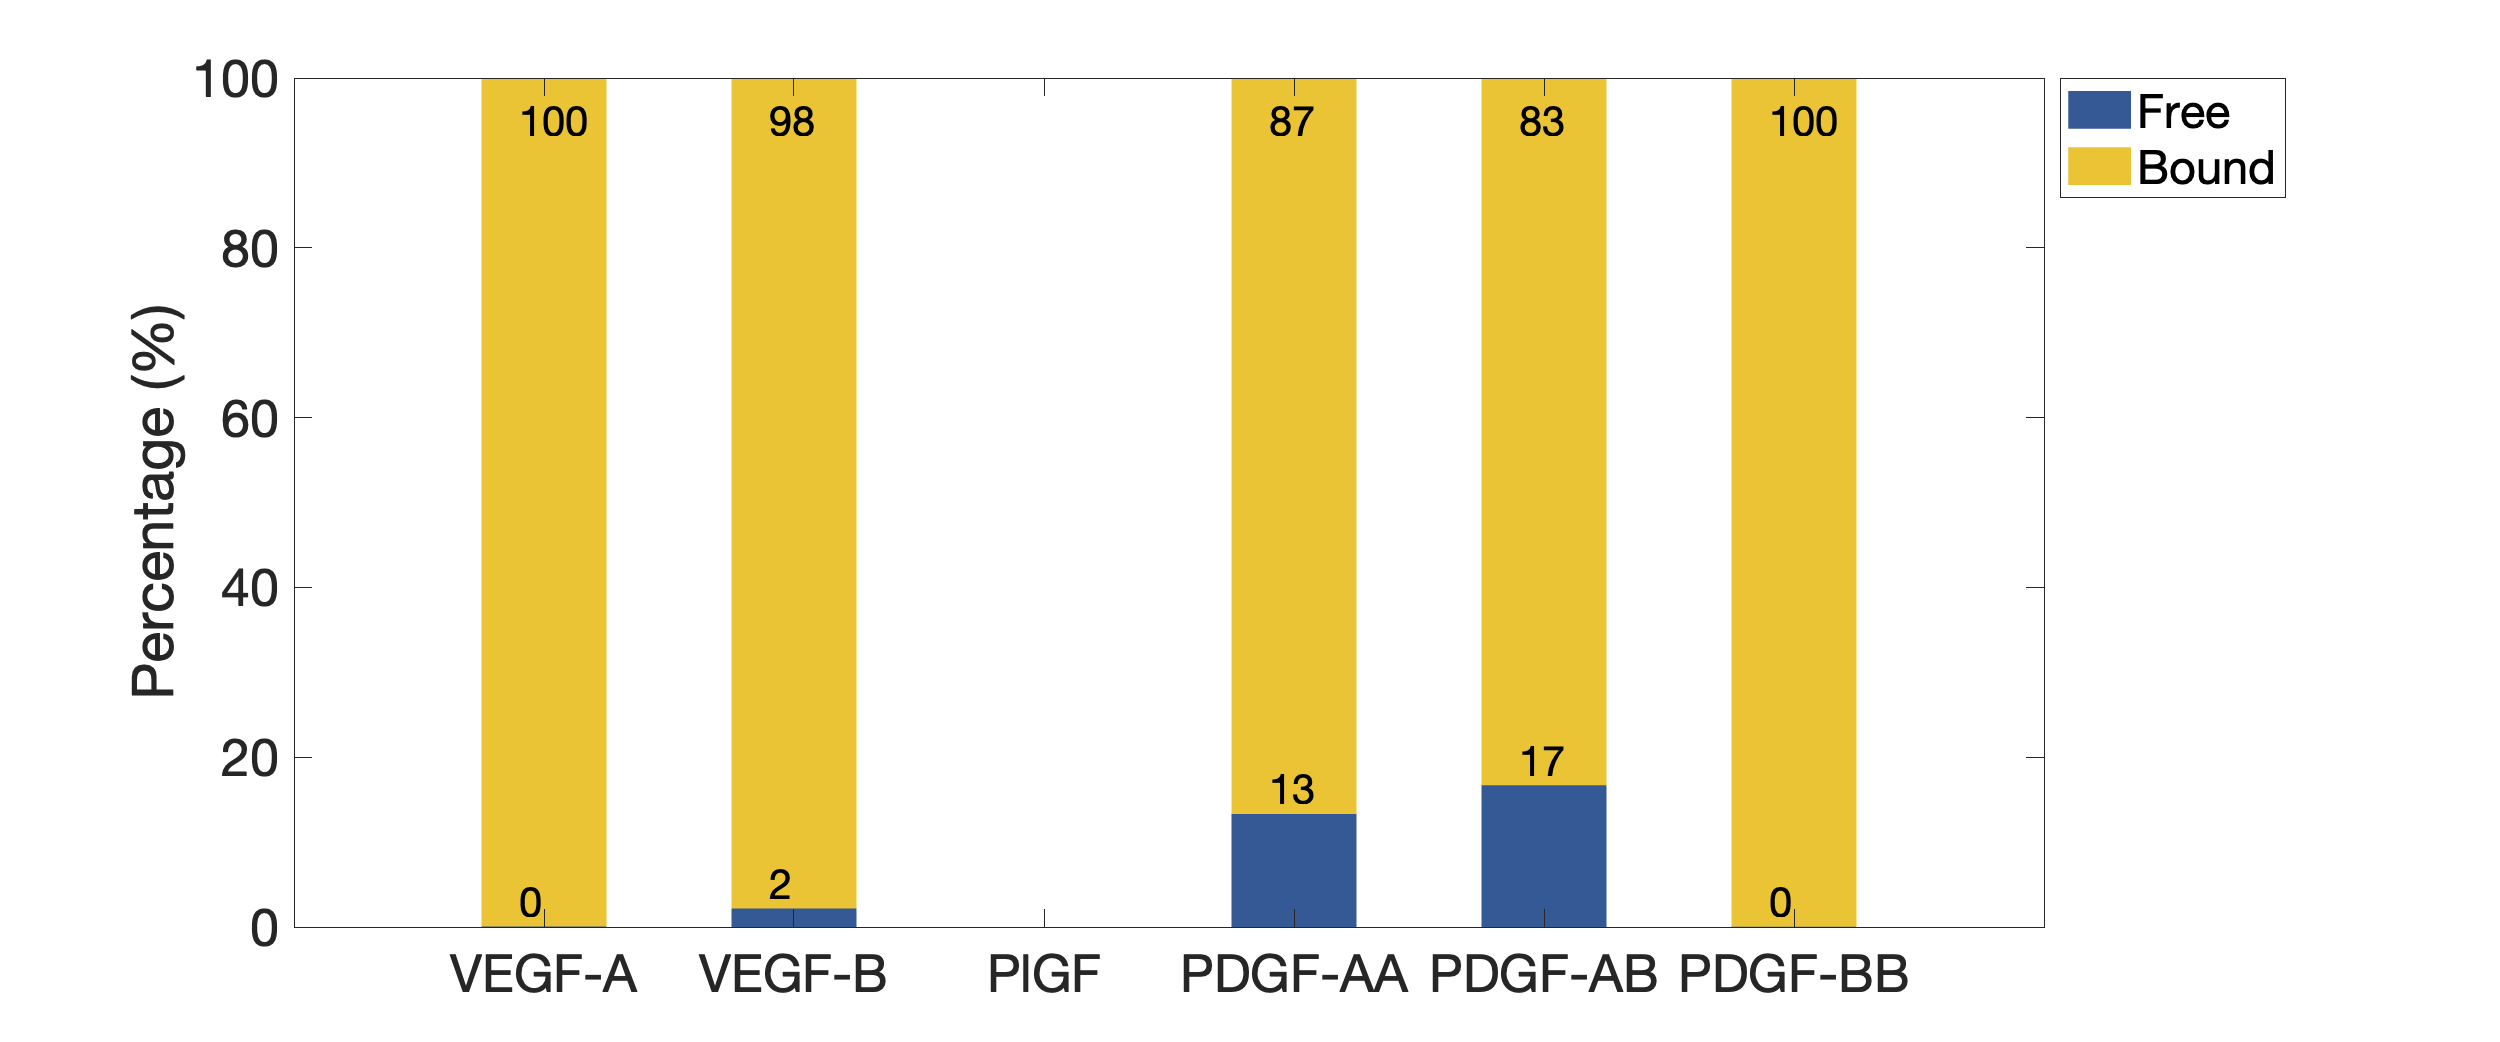 Percentage (%)
100
80
60
40
20
0
100
98
87
83
100
0
2
13
17
0
VEGF-A
VEGF-B
PlGF
PDGF-AA
PDGF-AB
PDGF-BB
Free
Bound